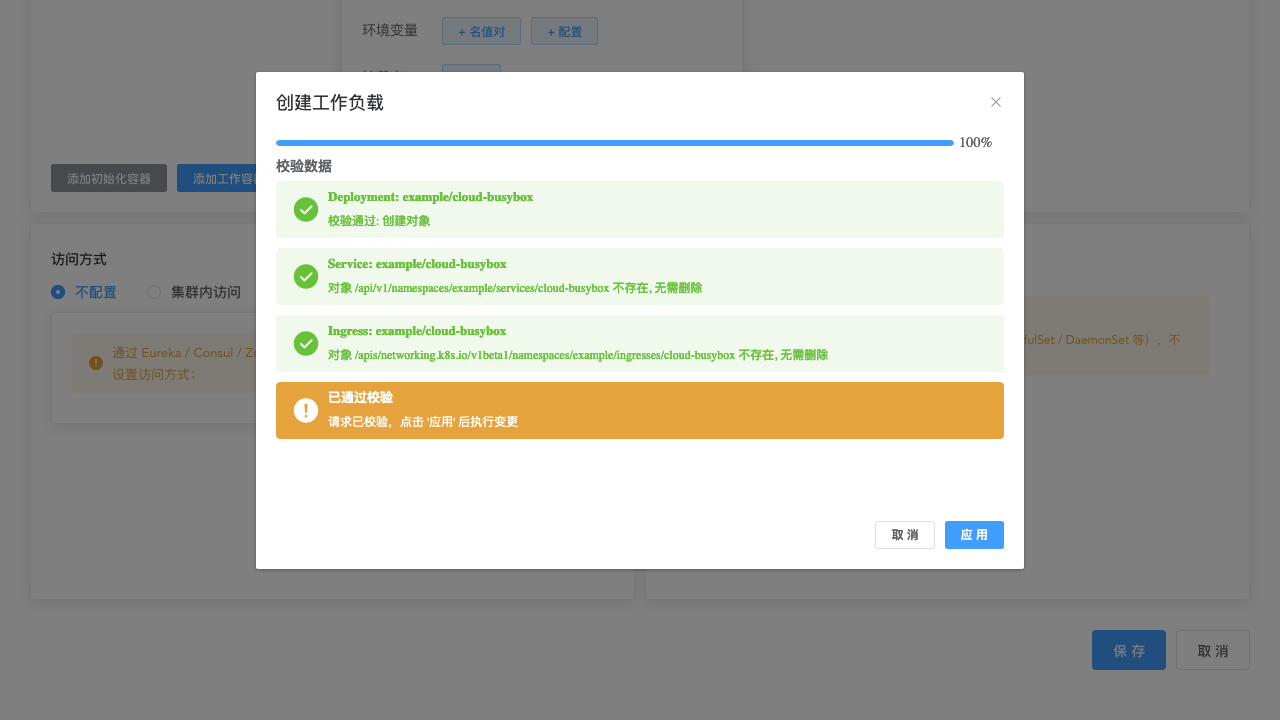 环境变量
+ 名值对
+ 配置
创建工作负载
100%
校验数据
Deployment: example/cloud-busybox
校验通过: 创建对象
Service: example/cloud-busybox
对象 /api/v1/namespaces/example/services/cloud-busybox 不存在, 无需删除
Ingress: example/cloud-busybox
对象 /apis/networking.k8s.io/v1beta1/namespaces/example/ingresses/cloud-busybox 不存在, 无需删除
已通过校验
请求已校验，点击 '应用' 后执行变更
取 消
应 用
添加初始化容器
添加工作容
访问方式
不配置
集群内访问
通过 Eureka / Consul /
设置访问方式；
fulSet / DaemonSet 等），不
保 存
取 消